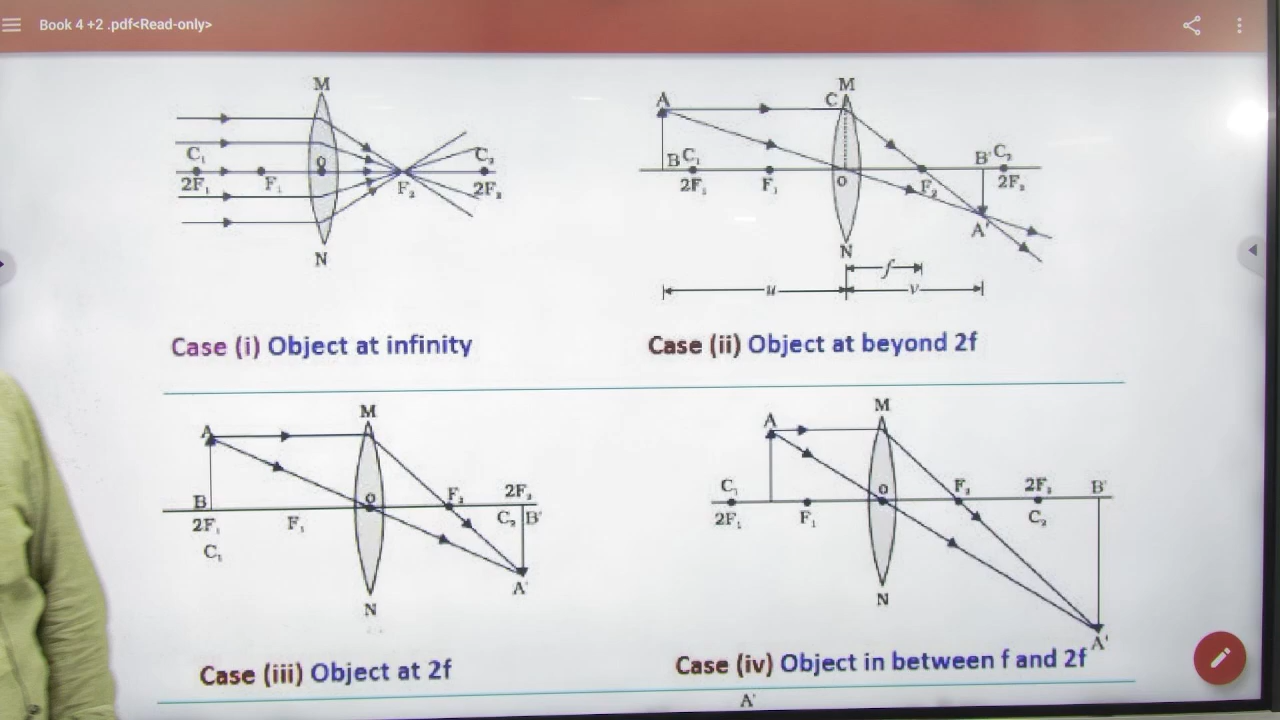 Book 4 +2 .pdf<Read-only>
M
C₁
O
C₂
2F₁
F₁
F₂
2F₂
N
Case (i) Object at infinity
M
A
C
B
C₁
B'
C₂
2F₁
F₁
O
F₂
2F₂
A'
N
f
u
v
Case (ii) Object at beyond 2f
M
A
B
O
F₂
2F₂
2F₁
F₁
C₂
B'
C₁
A'
N
Case (iii) Object at 2f
M
A
C₁
O
F₂
2F₂
B'
2F₁
F₁
C₂
N
A'
Case (iv) Object in between f and 2f
A'